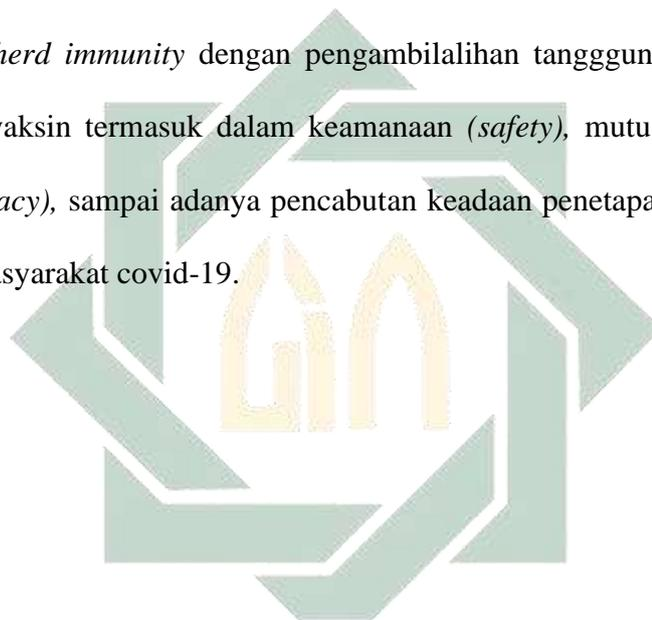 herd immunity dengan pengambilalihan tangggun
vaksin termasuk dalam keamanaan (safety), mutu
acy), sampai adanya pencabutan keadaan penetapa
asyarakat covid-19.